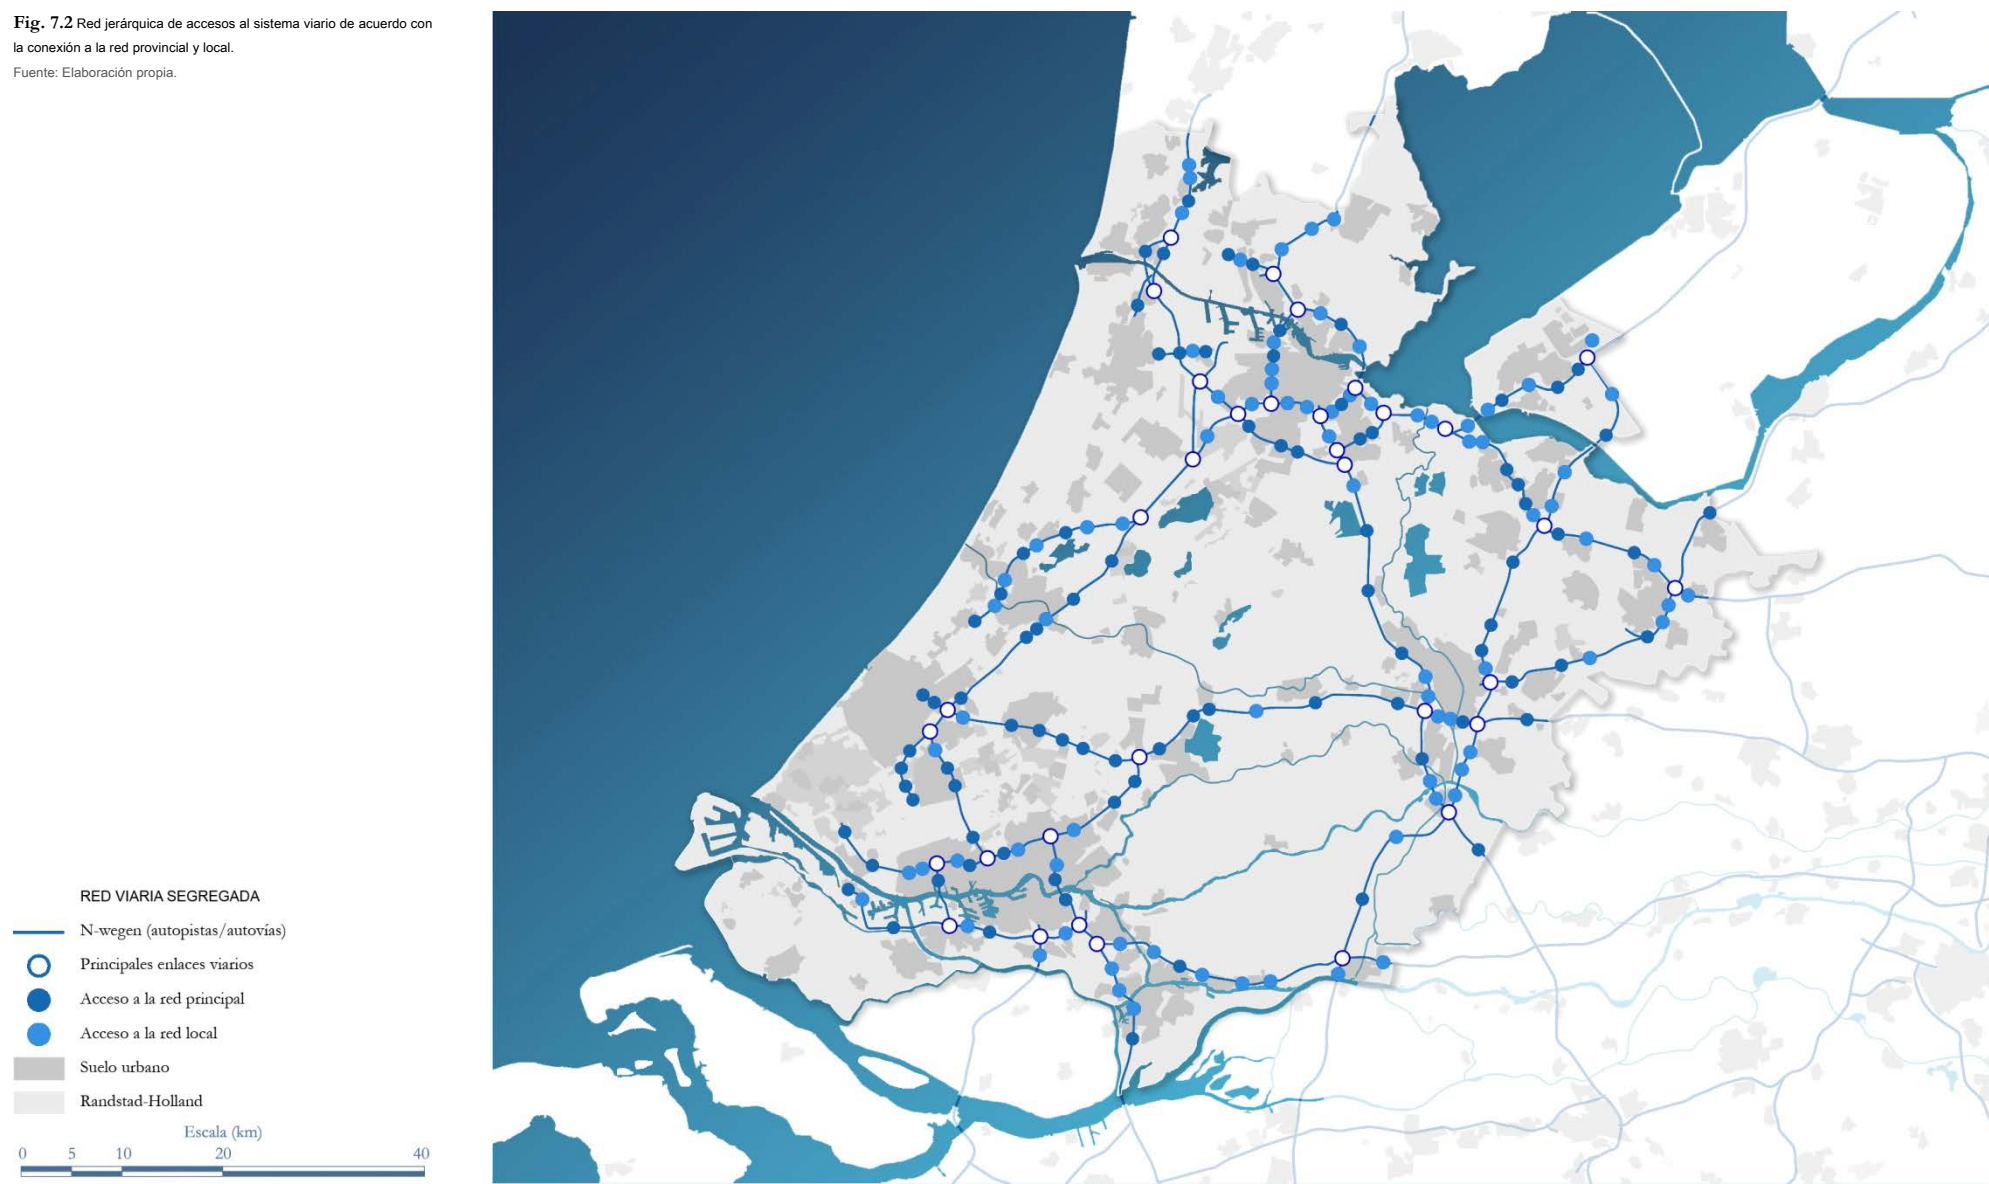 Fig. 7.2 Red jerárquica de accesos al sistema viario de acuerdo con
la conexión a la red provincial y local.
Fuente: Elaboración propia.
RED VIARIA SEGREGADA
N-wegen (autopistas/autovías)
Principales enlaces viarios
Acceso a la red principal
Acceso a la red local
Suelo urbano
Randstad-Holland
Escala (km)
0 5 10 20 40